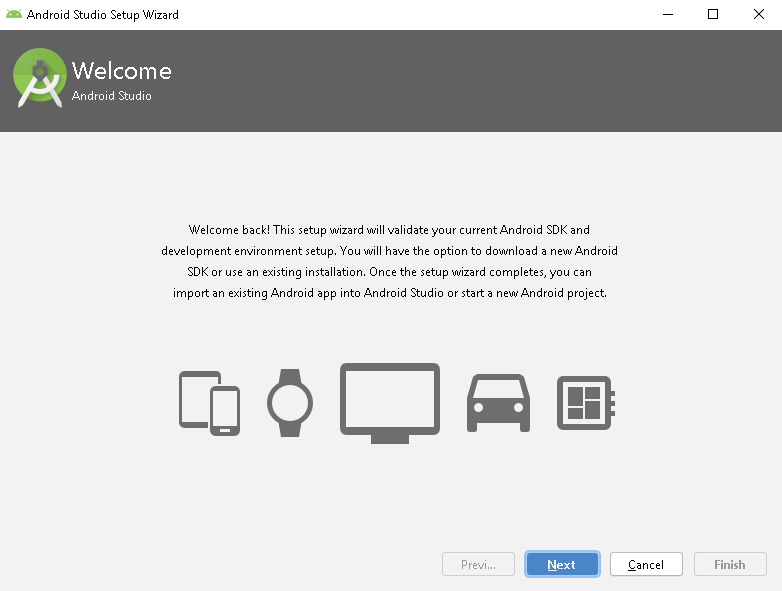 Android Studio Setup Wizard
Welcome
Android Studio
Welcome back! This setup wizard will validate your current Android SDK and
development environment setup. You will have the option to download a new Android
SDK or use an existing installation. Once the setup wizard completes, you can
import an existing Android app into Android Studio or start a new Android project.
Previ... Next Cancel Finish